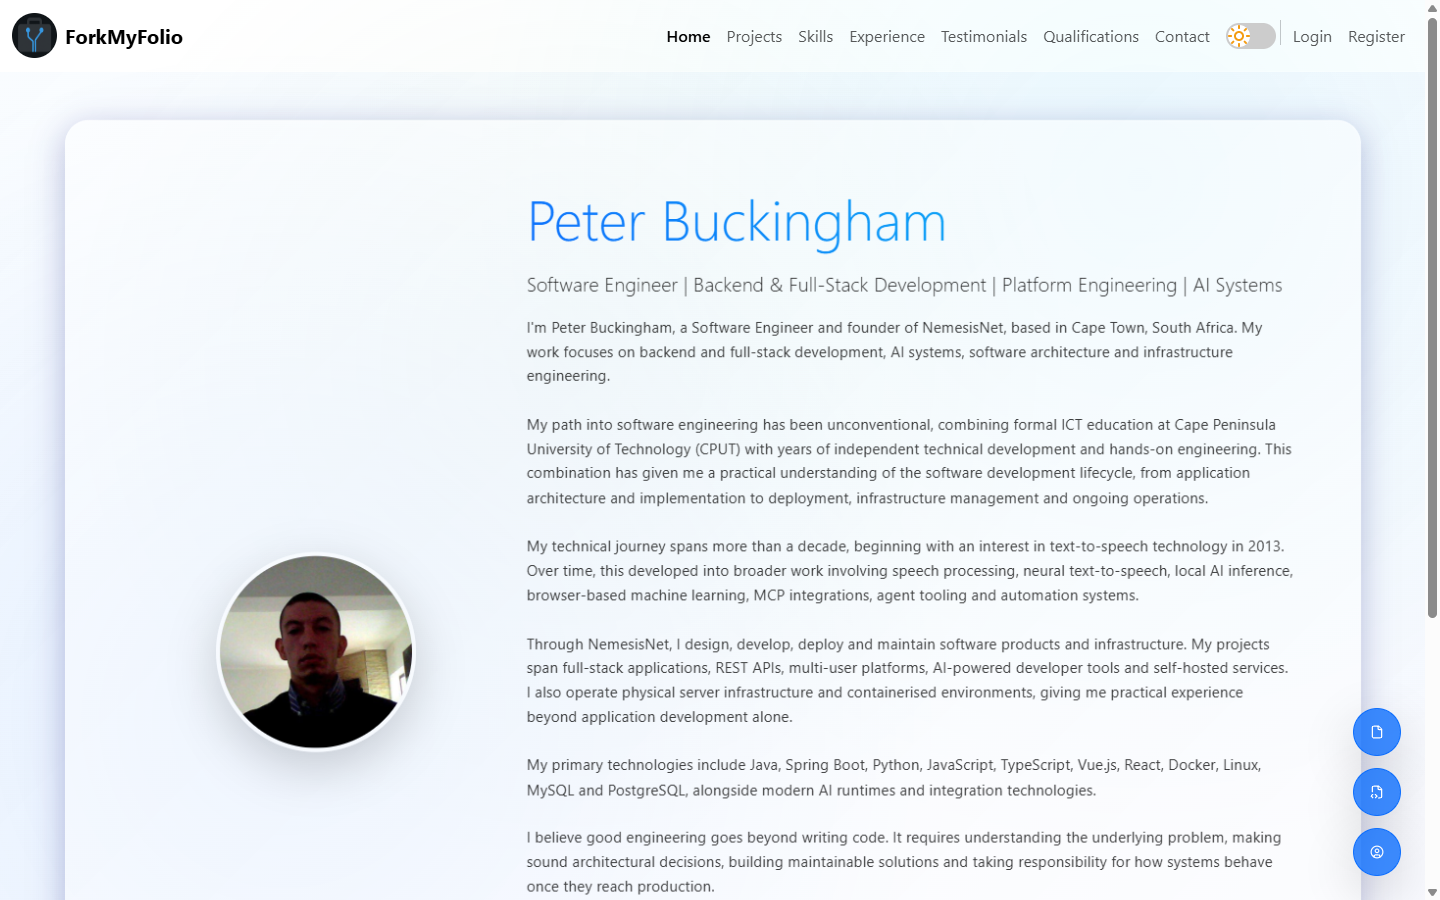 ForkMyFolio
Home
Projects
Skills
Experience
Testimonials
Qualifications
Contact
Login
Register
Peter Buckingham
Software Engineer | Backend & Full-Stack Development | Platform Engineering | AI Systems
I'm Peter Buckingham, a Software Engineer and founder of NemesisNet, based in Cape Town, South Africa. My
work focuses on backend and full-stack development, AI systems, software architecture and infrastructure
engineering.
My path into software engineering has been unconventional, combining formal ICT education at Cape Peninsula
University of Technology (CPUT) with years of independent technical development and hands-on engineering. This
combination has given me a practical understanding of the software development lifecycle, from application
architecture and implementation to deployment, infrastructure management and ongoing operations.
My technical journey spans more than a decade, beginning with an interest in text-to-speech technology in 2013.
Over time, this developed into broader work involving speech processing, neural text-to-speech, local AI inference,
browser-based machine learning, MCP integrations, agent tooling and automation systems.
Through NemesisNet, I design, develop, deploy and maintain software products and infrastructure. My projects
span full-stack applications, REST APIs, multi-user platforms, AI-powered developer tools and self-hosted services.
I also operate physical server infrastructure and containerised environments, giving me practical experience
beyond application development alone.
My primary technologies include Java, Spring Boot, Python, JavaScript, TypeScript, Vue.js, React, Docker, Linux,
MySQL and PostgreSQL, alongside modern AI runtimes and integration technologies.
I believe good engineering goes beyond writing code. It requires understanding the underlying problem, making
sound architectural decisions, building maintainable solutions and taking responsibility for how systems behave
once they reach production.